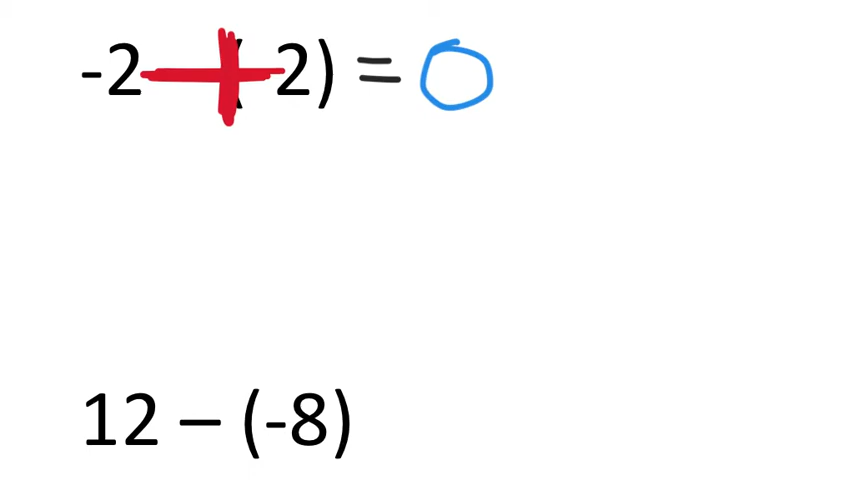 -2 + 2) = 0
12 – (-8)